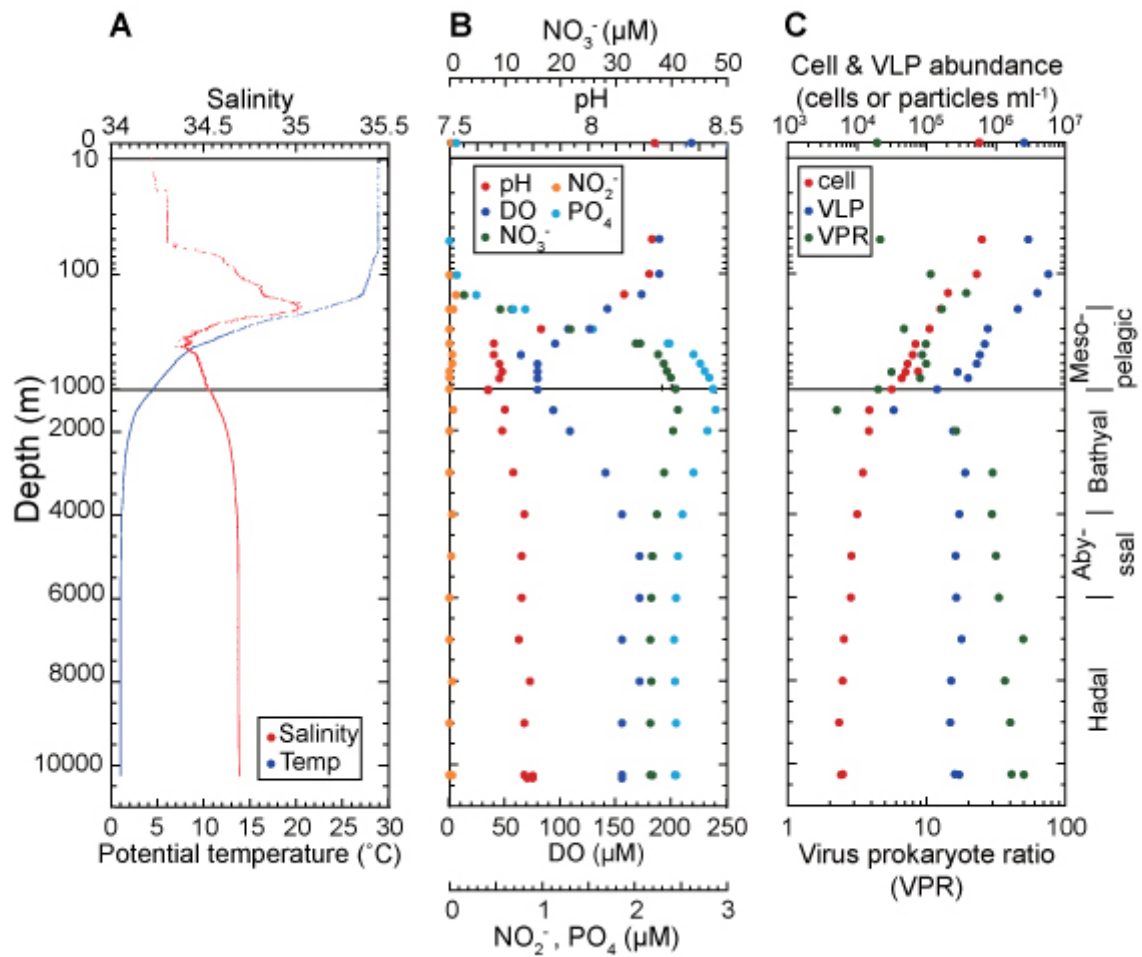 A
Salinity
34 34.5 35 35.5
0
10
100
1000
2000
4000
6000
8000
10000
Depth (m)
Salinity
Temp
0 5 10 15 20 25 30
Potential temperature (°C)
B
NO3- (μM)
0 10 20 30 40 50
pH
7.5 8 8.5
pH
DO
NO3-
NO2-
PO4
0 50 100 150 200 250
DO (μM)
0 1 2 3
NO2-, PO4 (μM)
C
Cell & VLP abundance
(cells or particles ml-1)
10³ 10⁴ 10⁵ 10⁶ 10⁷
cell
VLP
VPR
Meso-
pelagic
Bathyal
Aby-
ssal
Hadal
1 10 100
Virus prokaryote ratio
(VPR)